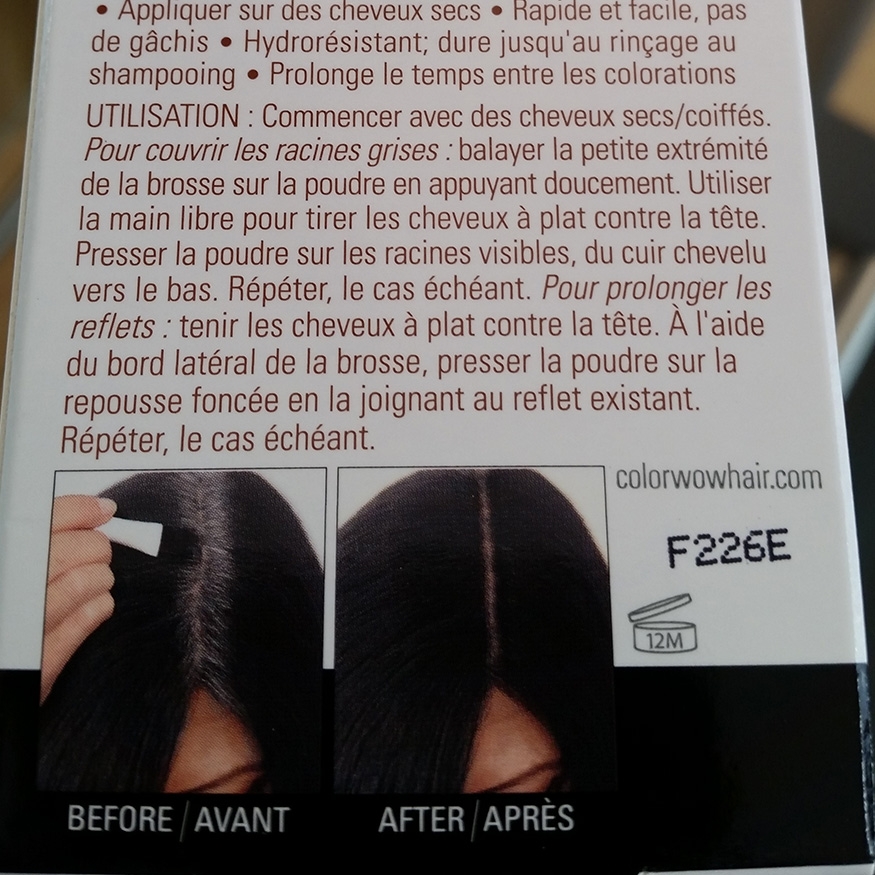 • Appliquer sur des cheveux secs • Rapide et facile, pas
de gâchis • Hydrorésistant; dure jusqu'au rinçage au
shampooing • Prolonge le temps entre les colorations
UTILISATION : Commencer avec des cheveux secs/coiffés.
Pour couvrir les racines grises : balayer la petite extrémité
de la brosse sur la poudre en appuyant doucement. Utiliser
la main libre pour tirer les cheveux à plat contre la tête.
Presser la poudre sur les racines visibles, du cuir chevelu
vers le bas. Répéter, le cas échéant. Pour prolonger les
reflets : tenir les cheveux à plat contre la tête. À l'aide
du bord latéral de la brosse, presser la poudre sur la
repousse foncée en la joignant au reflet existant.
Répéter, le cas échéant.
colorwowhair.com
F226E
12M
BEFORE/AVANT
AFTER/APRÈS